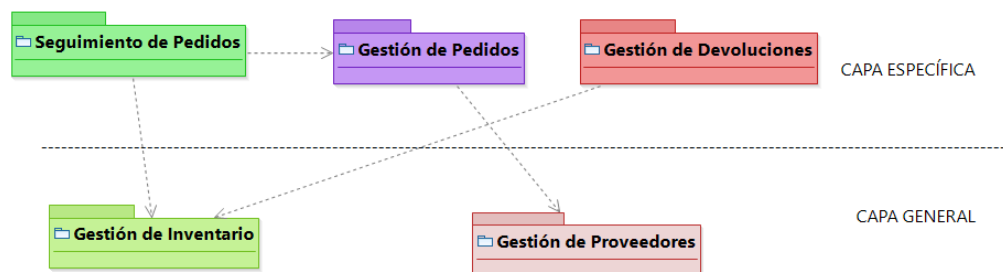 Seguimiento de Pedidos
Gestión de Pedidos
Gestión de Devoluciones
CAPA ESPECÍFICA
Gestión de Inventario
Gestión de Proveedores
CAPA GENERAL